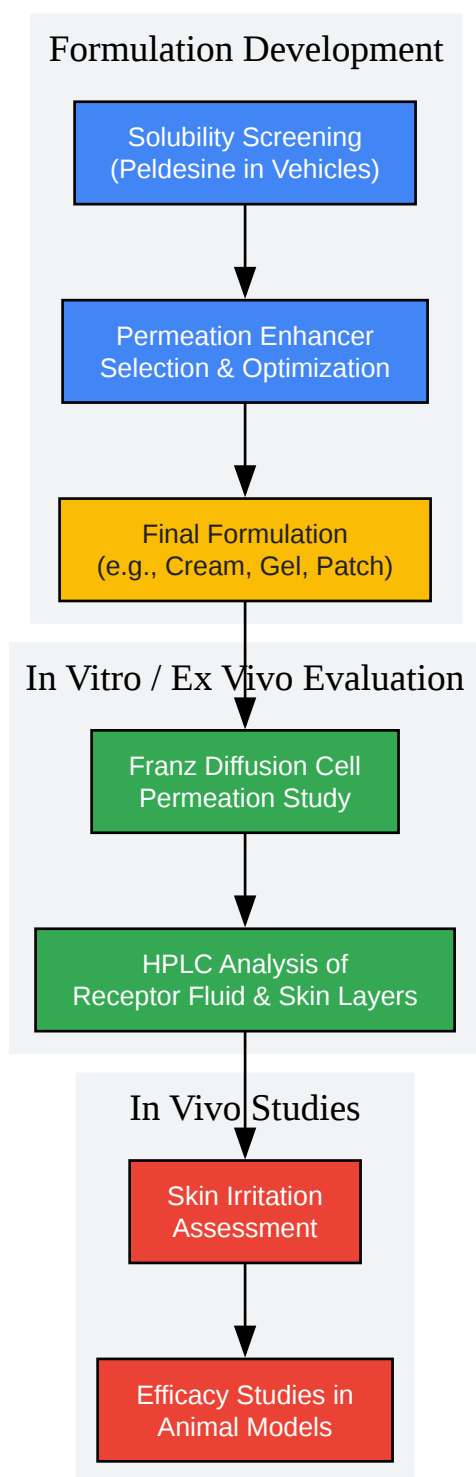 Formulation Development
Solubility Screening
(Peldesine in Vehicles)
Permeation Enhancer
Selection & Optimization
Final Formulation
(e.g., Cream, Gel, Patch)
In Vitro / Ex Vivo Evaluation
Franz Diffusion Cell
Permeation Study
HPLC Analysis of
Receptor Fluid & Skin Layers
In Vivo Studies
Skin Irritation
Assessment
Efficacy Studies in
Animal Models